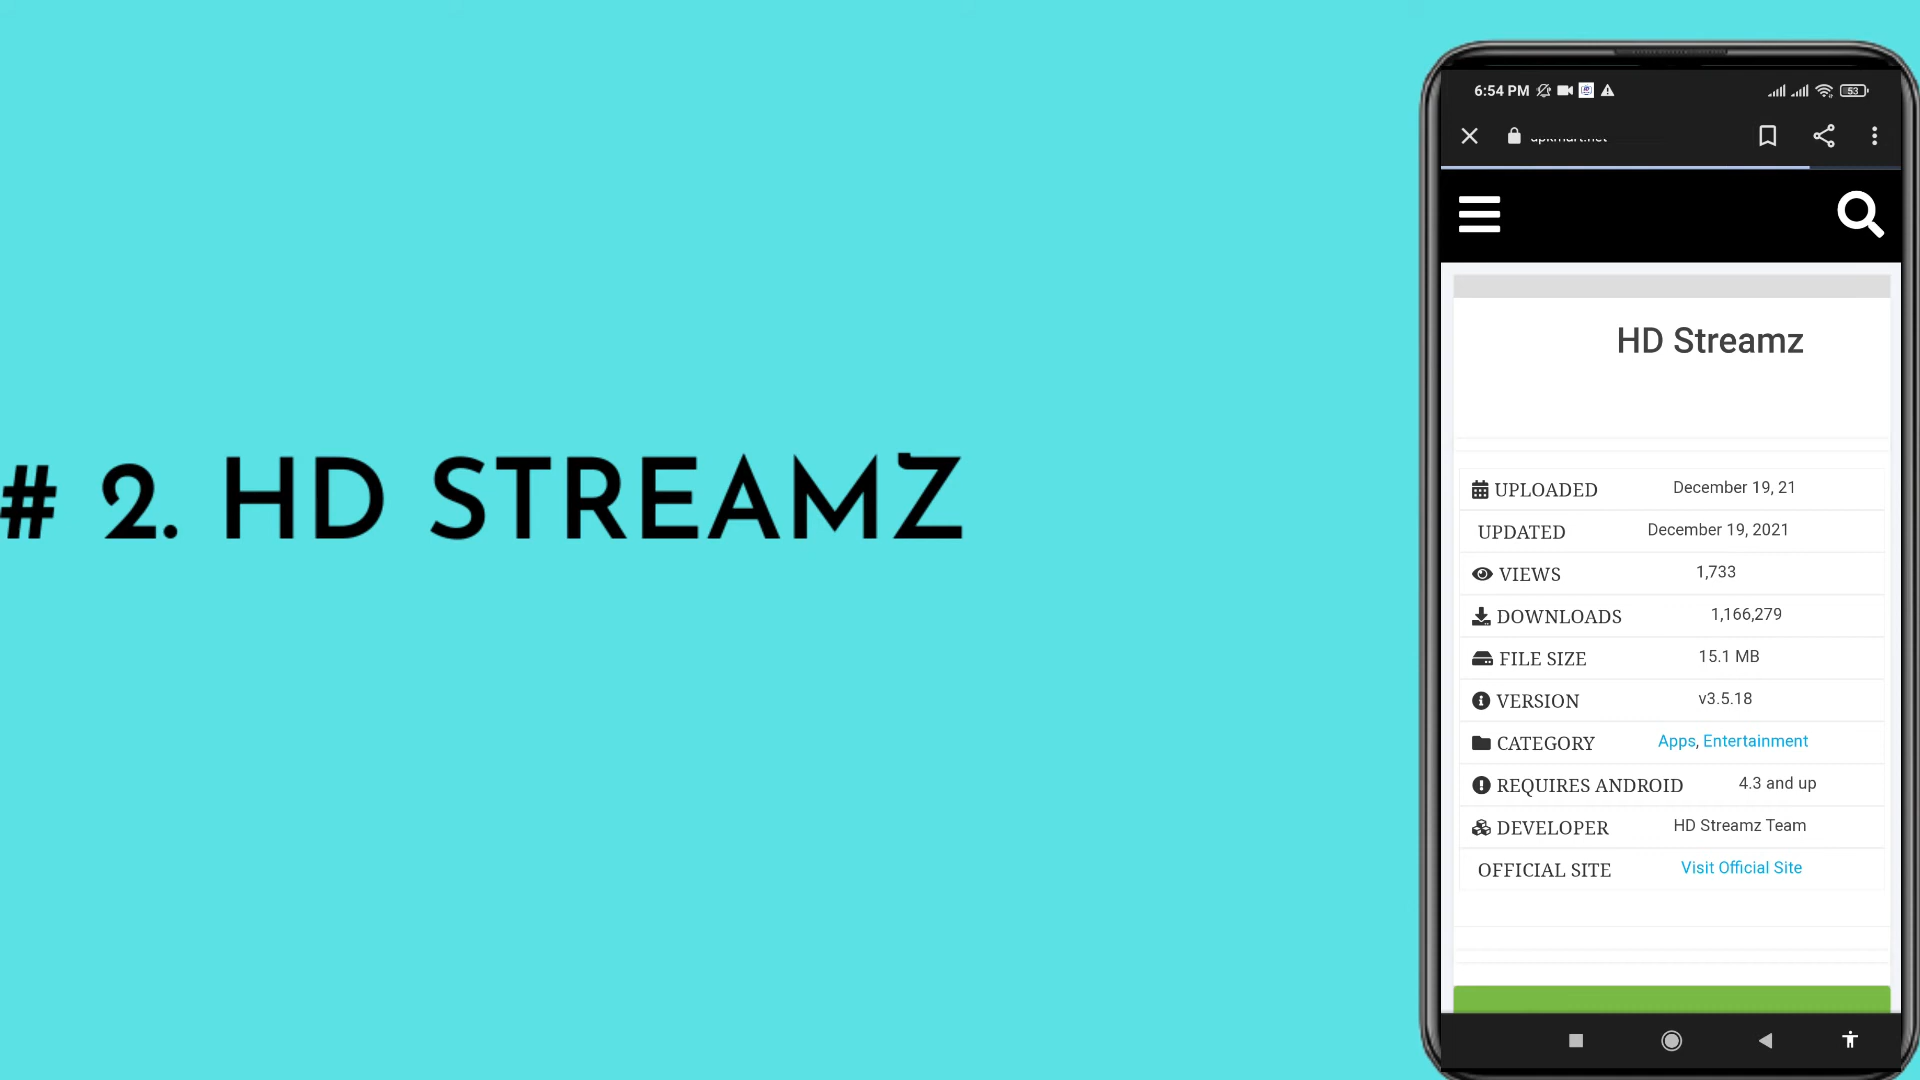 # 2. HD STREAMZ
6:54 PM
53
HD Streamz
UPLOADED December 19, 21
UPDATED December 19, 2021
VIEWS 1,733
DOWNLOADS 1,166,279
FILE SIZE 15.1 MB
VERSION v3.5.18
CATEGORY Apps, Entertainment
REQUIRES ANDROID 4.3 and up
DEVELOPER HD Streamz Team
OFFICIAL SITE Visit Official Site